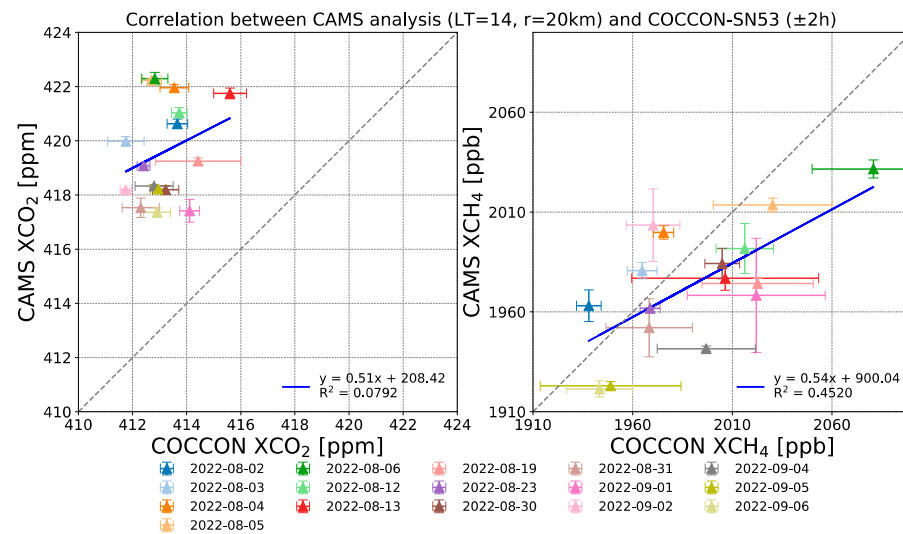 Correlation between CAMS analysis (LT=14, r=20km) and COCCON-SN53 (±2h)
CAMS XCO₂ [ppm]
424
422
420
418
416
414
412
410
y = 0.51x + 208.42
R² = 0.0792
410 412 414 416 418 420 422 424
COCCON XCO₂ [ppm]
CAMS XCH₄ [ppb]
2060
2010
1960
1910
y = 0.54x + 900.04
R² = 0.4520
1910 1960 2010 2060
COCCON XCH₄ [ppb]
2022-08-02 2022-08-06 2022-08-19 2022-08-31 2022-09-04
2022-08-03 2022-08-12 2022-08-23 2022-09-01 2022-09-05
2022-08-04 2022-08-13 2022-08-30 2022-09-02 2022-09-06
2022-08-05